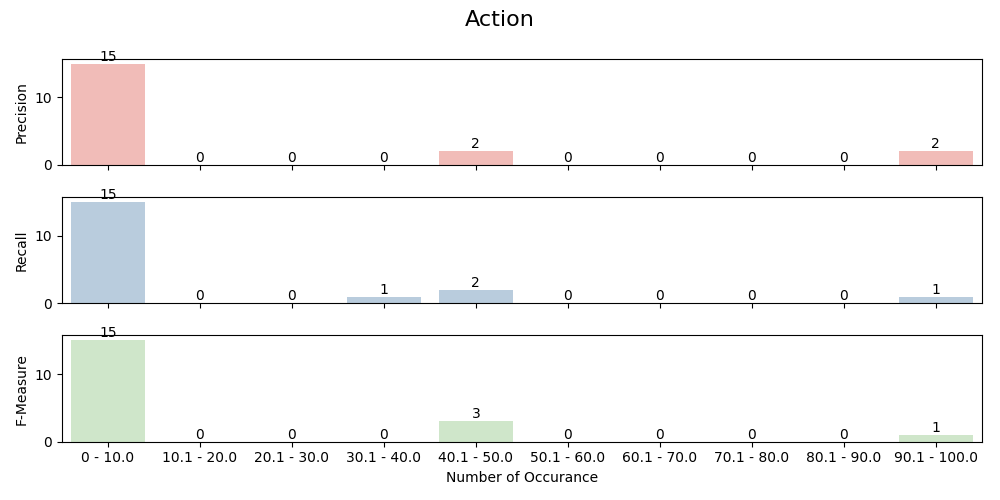 Action
Precision
10
0
15 0 0 0 2 0 0 0 0 2
Recall
10
0
15 0 0 1 2 0 0 0 0 1
F-Measure
10
0
15 0 0 0 3 0 0 0 0 1
0 - 10.0 10.1 - 20.0 20.1 - 30.0 30.1 - 40.0 40.1 - 50.0 50.1 - 60.0 60.1 - 70.0 70.1 - 80.0 80.1 - 90.0 90.1 - 100.0
Number of Occurance